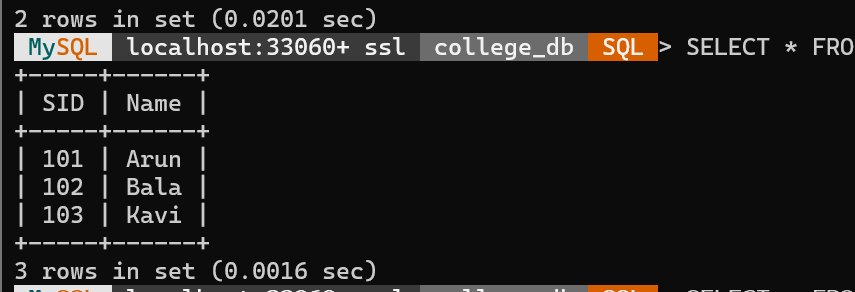 2 rows in set (0.0201 sec)
MySQL localhost:33060+ ssl college_db SQL > SELECT * FRO
+-----+------+
| SID | Name |
+-----+------+
| 101 | Arun |
| 102 | Bala |
| 103 | Kavi |
+-----+------+
3 rows in set (0.0016 sec)